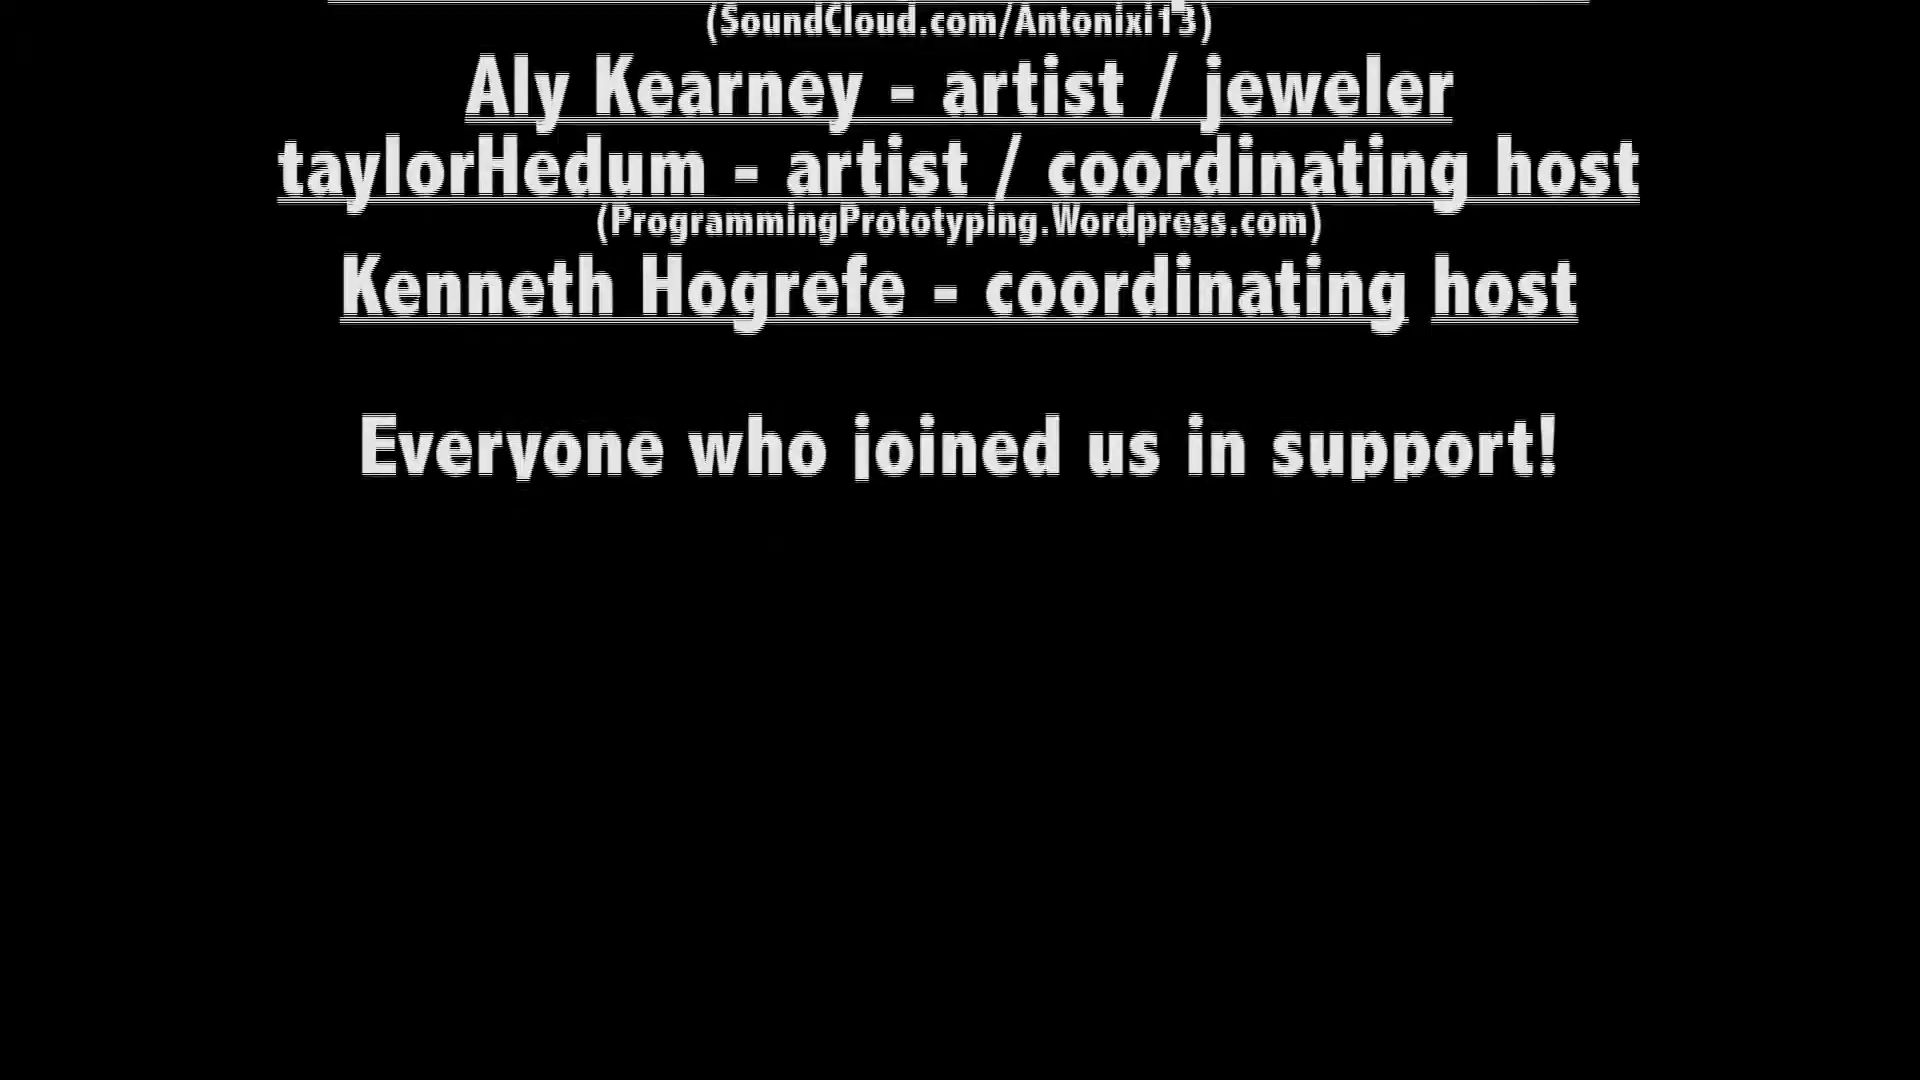 (SoundCloud.com/Antonixi13)
Aly Kearney - artist / jeweler
taylorHedum - artist / coordinating host
(ProgrammingPrototyping.Wordpress.com)
Kenneth Hogrefe - coordinating host
Everyone who joined us in support!